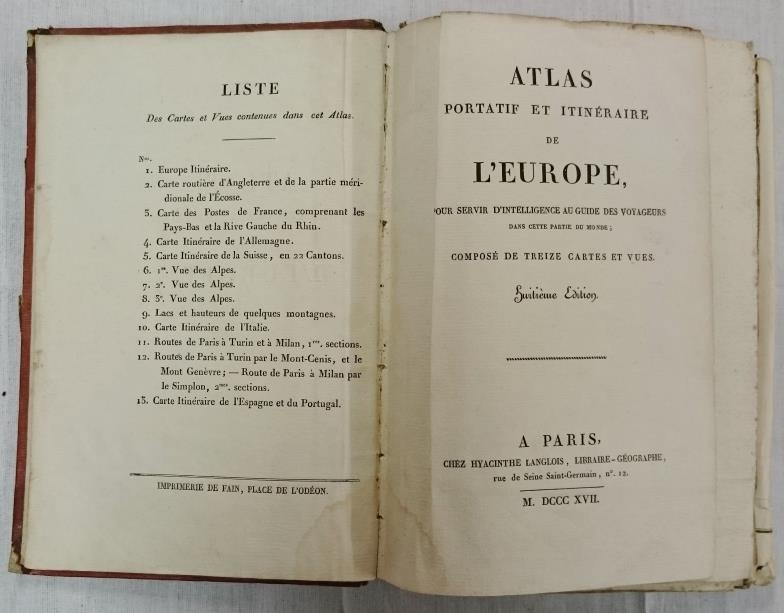 LISTE
Des Cartes et Vues contenues dans cet Atlas.
Nos.
1. Europe Itinéraire.
2. Carte routière d'Angleterre et de la partie méri-
dionale de l'Écosse.
3. Carte des Postes de France, comprenant les
Pays-Bas et la Rive Gauche du Rhin.
4. Carte Itinéraire de l'Allemagne.
5. Carte Itinéraire de la Suisse, en 22 Cantons.
6. 1re. Vue des Alpes.
7. 2e. Vue des Alpes.
8. 3e. Vue des Alpes.
9. Lacs et hauteurs de quelques montagnes.
10. Carte Itinéraire de l'Italie.
11. Routes de Paris à Turin et à Milan, 1res. sections.
12. Routes de Paris à Turin par le Mont-Cenis, et le
Mont Genèvre; — Route de Paris à Milan par
le Simplon, 2mes. sections.
13. Carte Itinéraire de l'Espagne et du Portugal.
IMPRIMERIE DE FAIN, PLACE DE L'ODÉON.
ATLAS
PORTATIF ET ITINÉRAIRE
DE
L'EUROPE,
POUR SERVIR D'INTELLIGENCE AU GUIDE DES VOYAGEURS
DANS CETTE PARTIE DU MONDE;
COMPOSÉ DE TREIZE CARTES ET VUES.
Huitième Edition.
A PARIS,
CHEZ HYACINTHE LANGLOIS, LIBRAIRE-GÉOGRAPHE,
rue de Seine Saint-Germain, no. 12.
M. DCCC XVII.